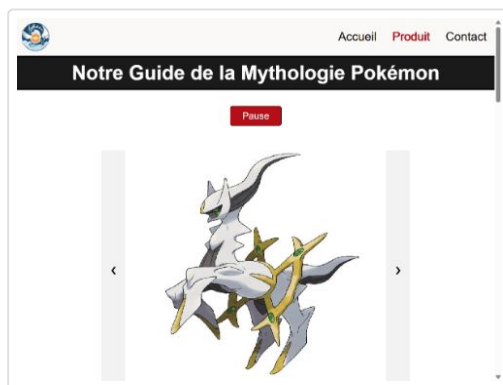 Accueil Produit Contact
Notre Guide de la Mythologie Pokémon
Pause
‹ ›